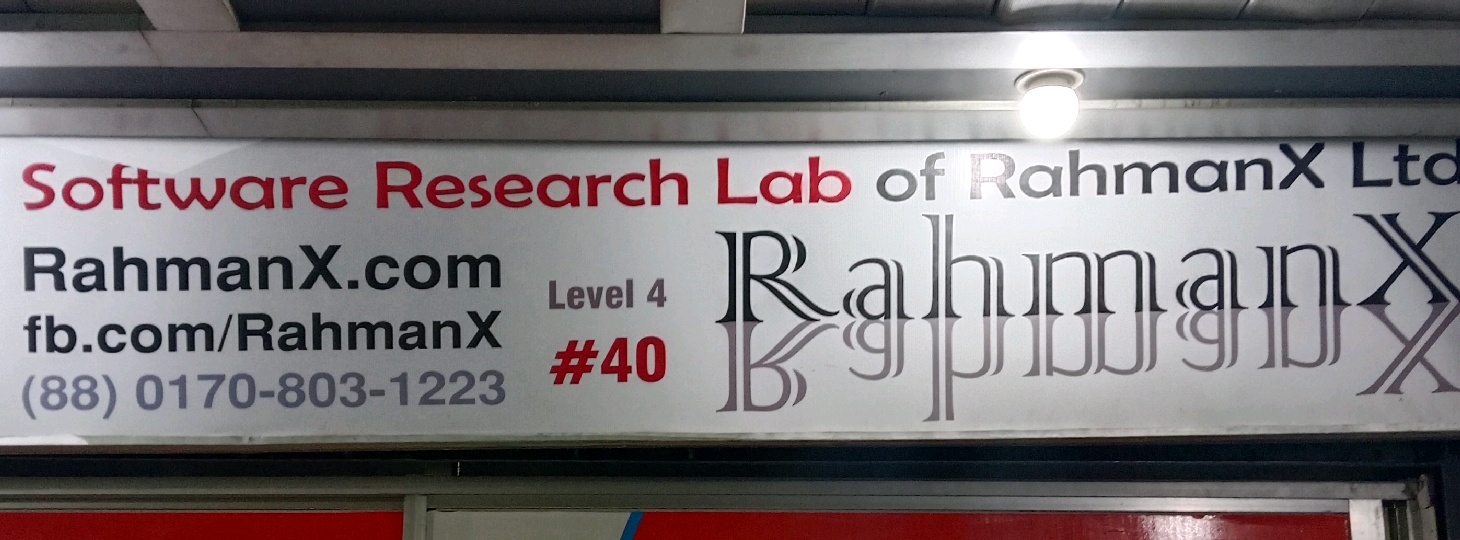 Software Research Lab of RahmanX Ltd
RahmanX.com
fb.com/RahmanX
(88) 0170-803-1223
Level 4
#40
RahmanX